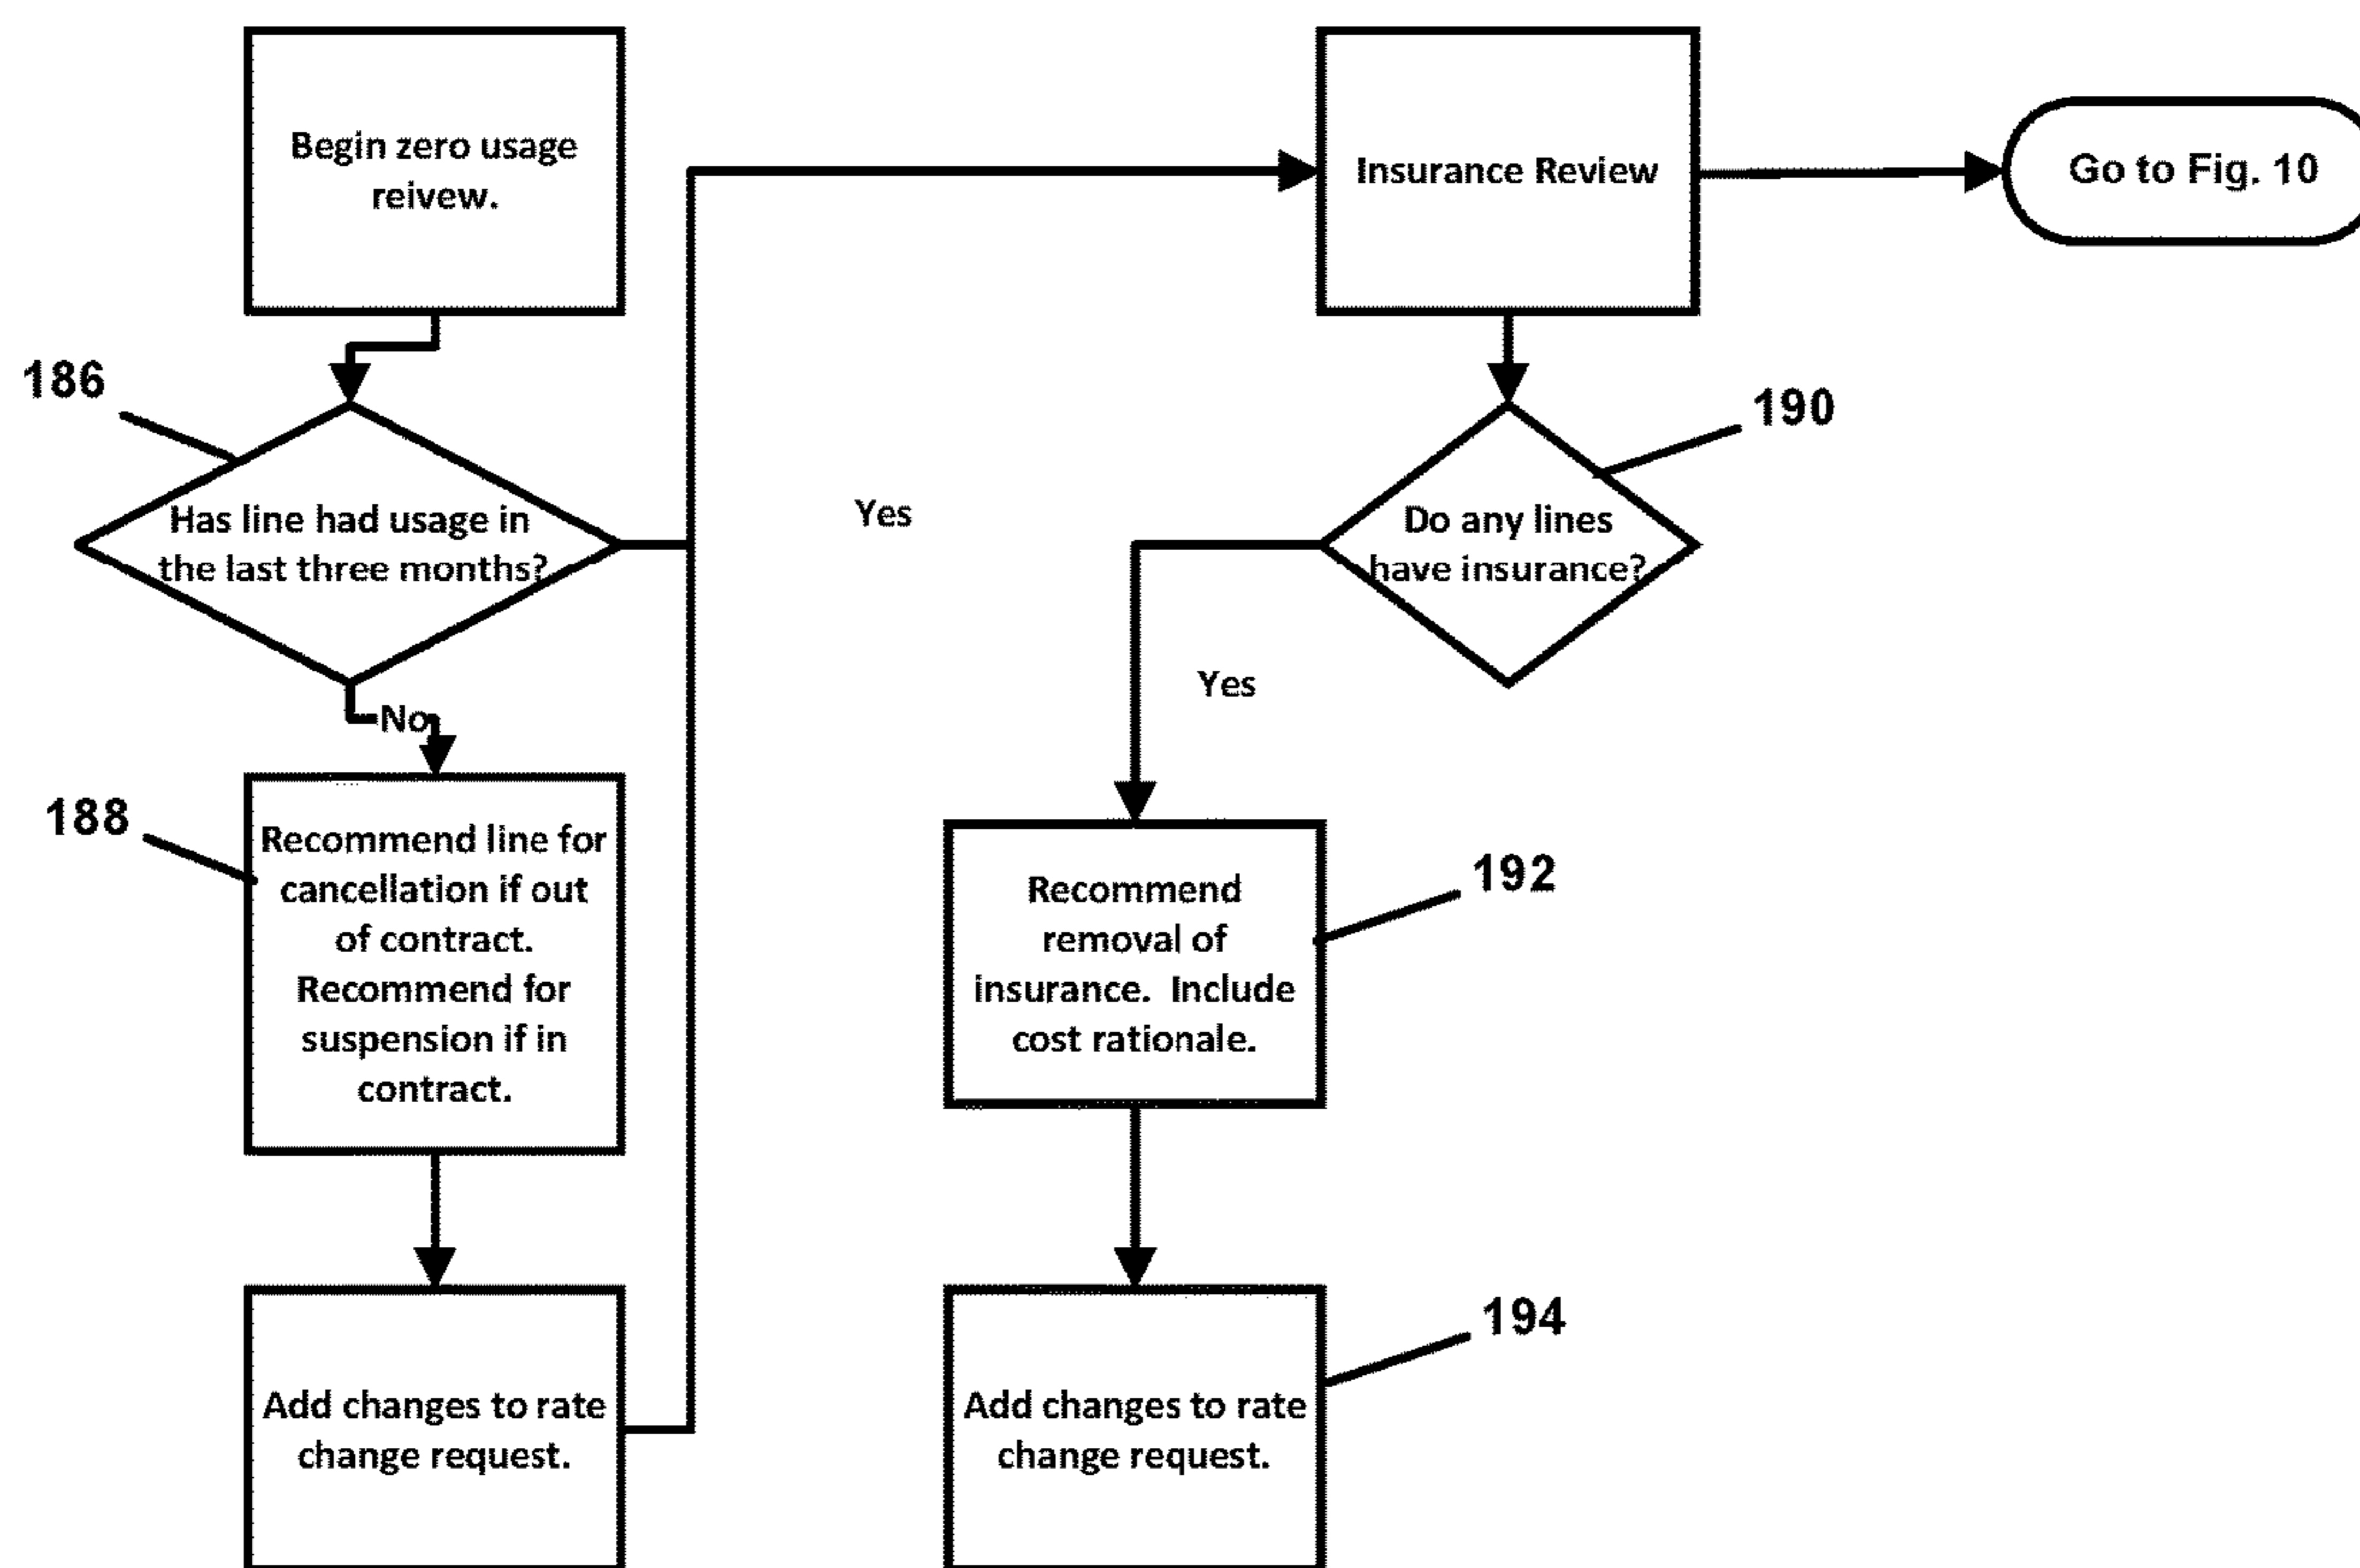 Begin zero usage
reivew.
186
Has line had usage in
the last three months?
Yes
No
188
Recommend line for
cancellation if out
of contract.
Recommend for
suspension if in
contract.
Add changes to rate
change request.
Insurance Review
Go to Fig. 10
190
Do any lines
have insurance?
Yes
192
Recommend
removal of
insurance.  Include
cost rationale.
194
Add changes to rate
change request.